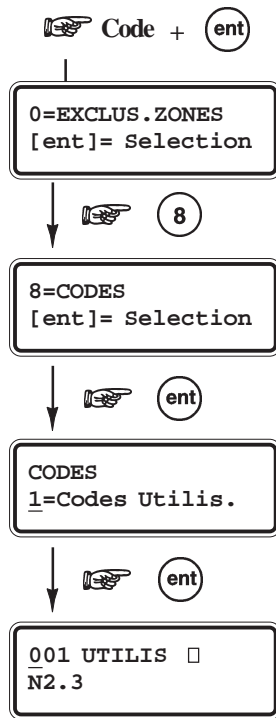 Code + ent
0=EXCLUS.ZONES
[ent]= Selection
8
8=CODES
[ent]= Selection
ent
CODES
1=Codes Utilis.
ent
001 UTILIS
N2.3